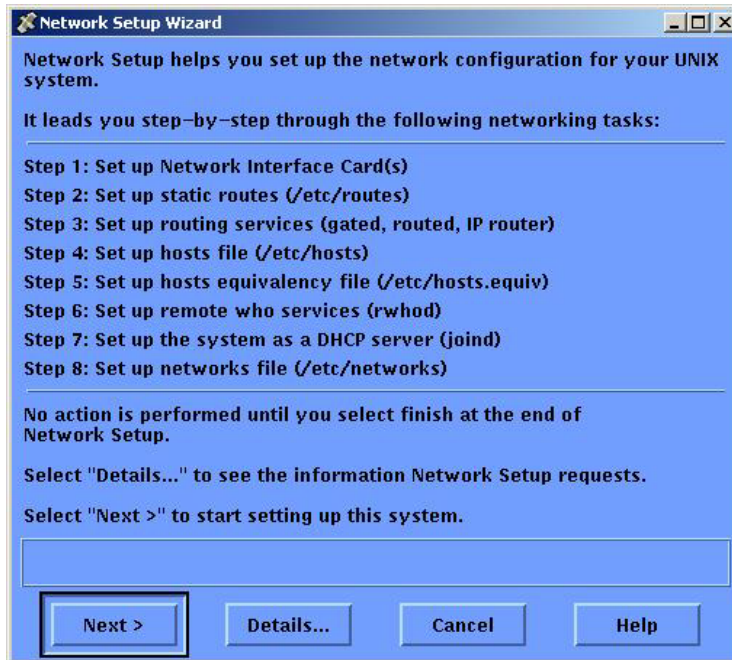 Network Setup Wizard
Network Setup helps you set up the network configuration for your UNIX
system.
It leads you step-by-step through the following networking tasks:
Step 1: Set up Network Interface Card(s)
Step 2: Set up static routes (/etc/routes)
Step 3: Set up routing services (gated, routed, IP router)
Step 4: Set up hosts file (/etc/hosts)
Step 5: Set up hosts equivalency file (/etc/hosts.equiv)
Step 6: Set up remote who services (rwhod)
Step 7: Set up the system as a DHCP server (joind)
Step 8: Set up networks file (/etc/networks)
No action is performed until you select finish at the end of
Network Setup.
Select "Details..." to see the information Network Setup requests.
Select "Next >" to start setting up this system.
Next > Details... Cancel Help